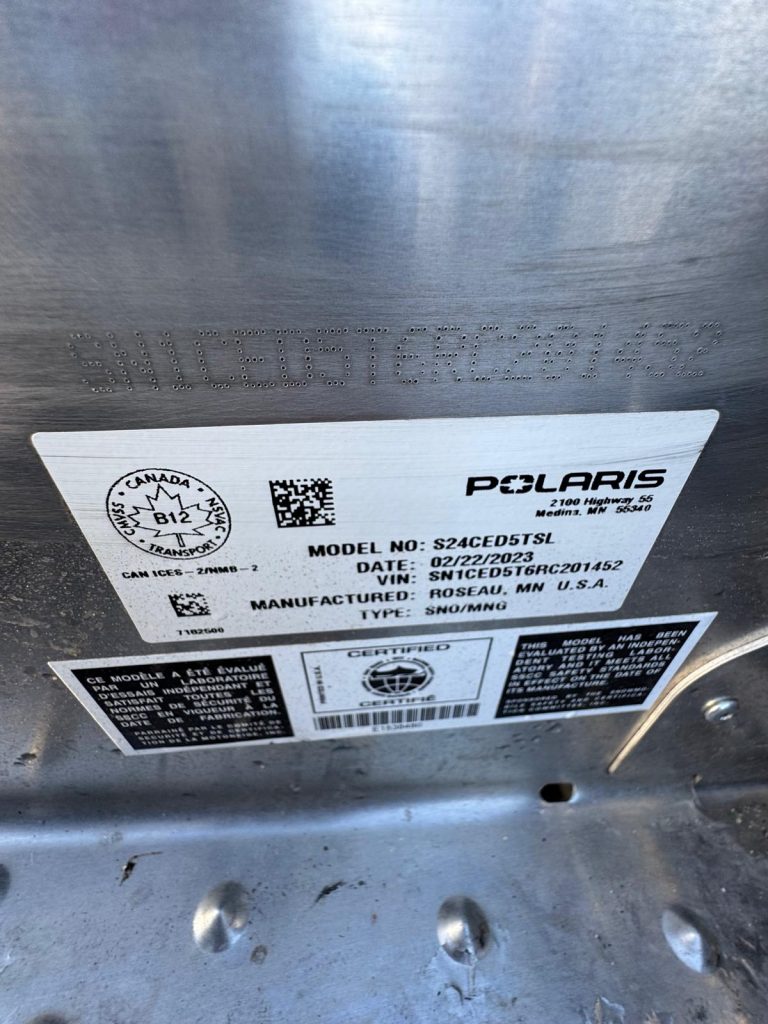 SN1CED5T6RC201452
CANADA
CMVSS
B12
NSVAC
TRANSPORT
CAN ICES-2/NMB-2
7182500
POLARIS
2100 Highway 55
Medina, MN 55340
MODEL NO: S24CED5TSL
DATE: 02/22/2023
VIN: SN1CED5T6RC201452
MANUFACTURED: ROSEAU, MN U.S.A.
TYPE: SNO/MNG
CE MODÈLE A ÉTÉ ÉVALUÉ
PAR UN LABORATOIRE
D'ESSAIS INDÉPENDANT ET
SATISFAIT TOUTES LES
NORMES DE SÉCURITÉ DU
SSCC EN VIGUEUR À LA
DATE DE FABRICATION.
CERTIFIED
CERTIFIÉ
THIS MODEL HAS BEEN
EVALUATED BY AN INDEPEN-
DENT TESTING LABOR-
ATORY AND IT MEETS ALL
SSCC SAFETY STANDARDS
IN EFFECT ON THE DATE OF
ITS MANUFACTURE.